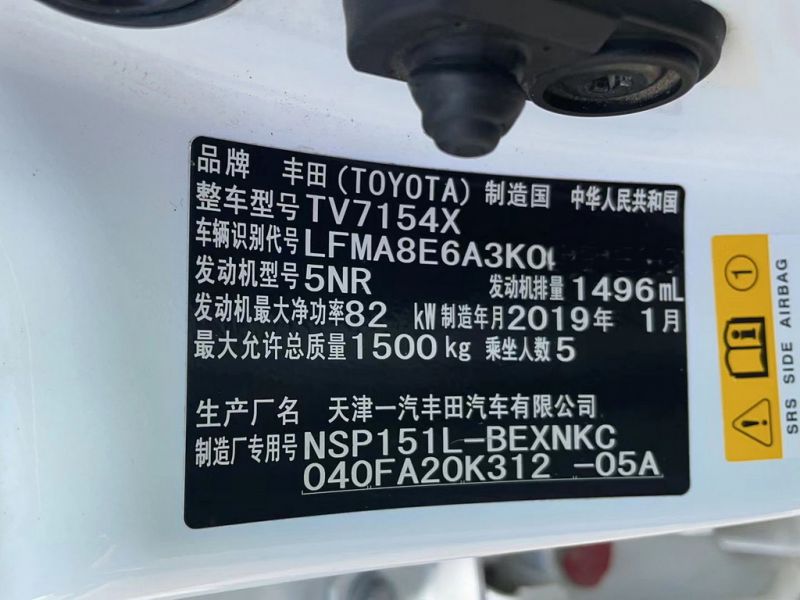 品牌 丰田(TOYOTA) 制造国 中华人民共和国
整车型号 TV7154X
车辆识别代号 LFMA8E6A3K0
发动机型号 5NR 发动机排量 1496mL
发动机最大净功率 82 kW 制造年月 2019年 1月
最大允许总质量 1500kg 乘坐人数 5
生产厂名 天津一汽丰田汽车有限公司
制造厂专用号 NSP151L-BEXNKC
040FA20K312 -05A
1
SRS SIDE AIRBAG